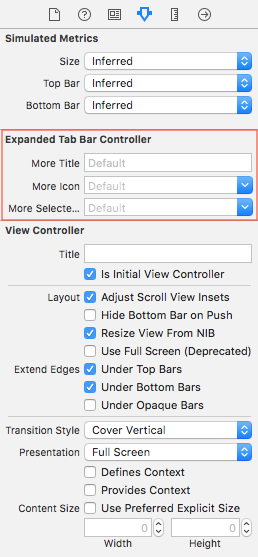 Simulated Metrics
Size Inferred
Top Bar Inferred
Bottom Bar Inferred
Expanded Tab Bar Controller
More Title Default
More Icon Default
More Selecte... Default
View Controller
Title
Is Initial View Controller
Layout Adjust Scroll View Insets
Hide Bottom Bar on Push
Resize View From NIB
Use Full Screen (Deprecated)
Extend Edges Under Top Bars
Under Bottom Bars
Under Opaque Bars
Transition Style Cover Vertical
Presentation Full Screen
Defines Context
Provides Context
Content Size Use Preferred Explicit Size
0 0
Width Height